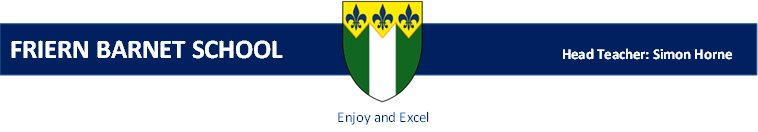 FRIERN BARNET SCHOOL
Head Teacher: Simon Horne
Enjoy and Excel